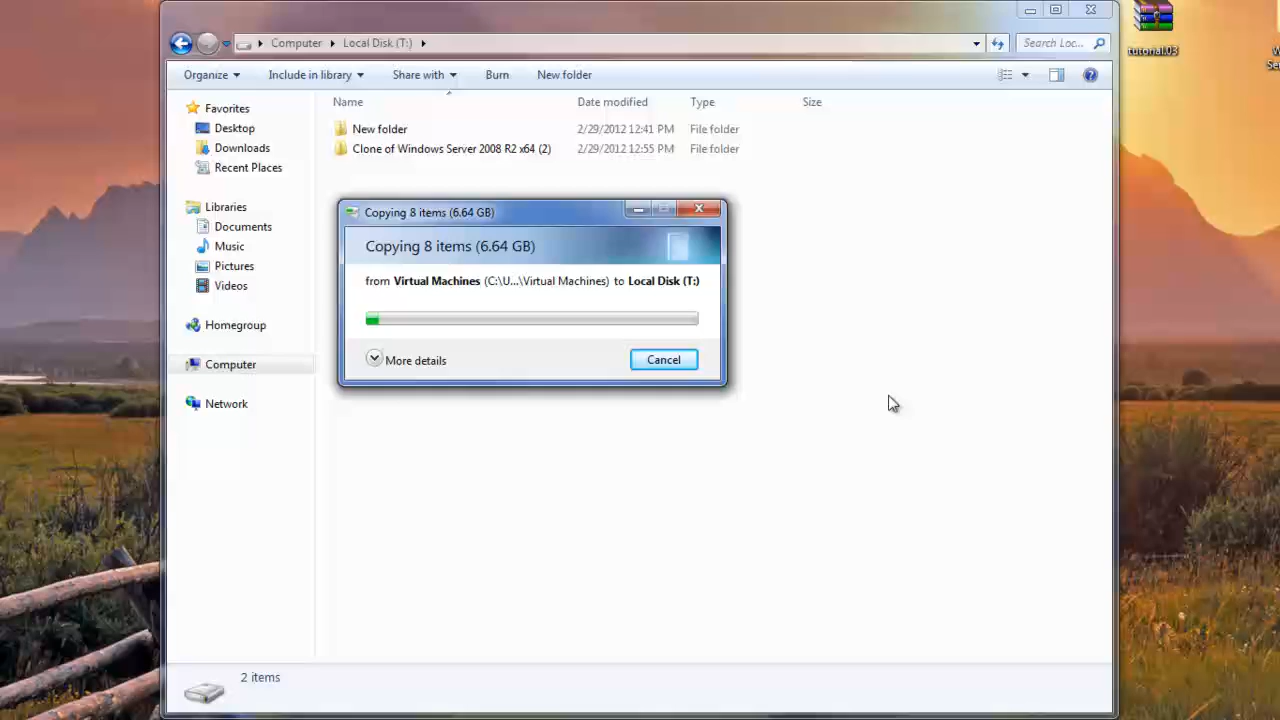 Computer Local Disk (T:) Search Loc...
tutorial.03
W
Set
Organize Include in library Share with Burn New folder
Name Date modified Type Size
Favorites
Desktop
Downloads
Recent Places
Libraries
Documents
Music
Pictures
Videos
Homegroup
Computer
Network
New folder 2/29/2012 12:41 PM File folder
Clone of Windows Server 2008 R2 x64 (2) 2/29/2012 12:55 PM File folder
Copying 8 items (6.64 GB)
Copying 8 items (6.64 GB)
from Virtual Machines (C:\U...\Virtual Machines) to Local Disk (T:)
More details Cancel
2 items